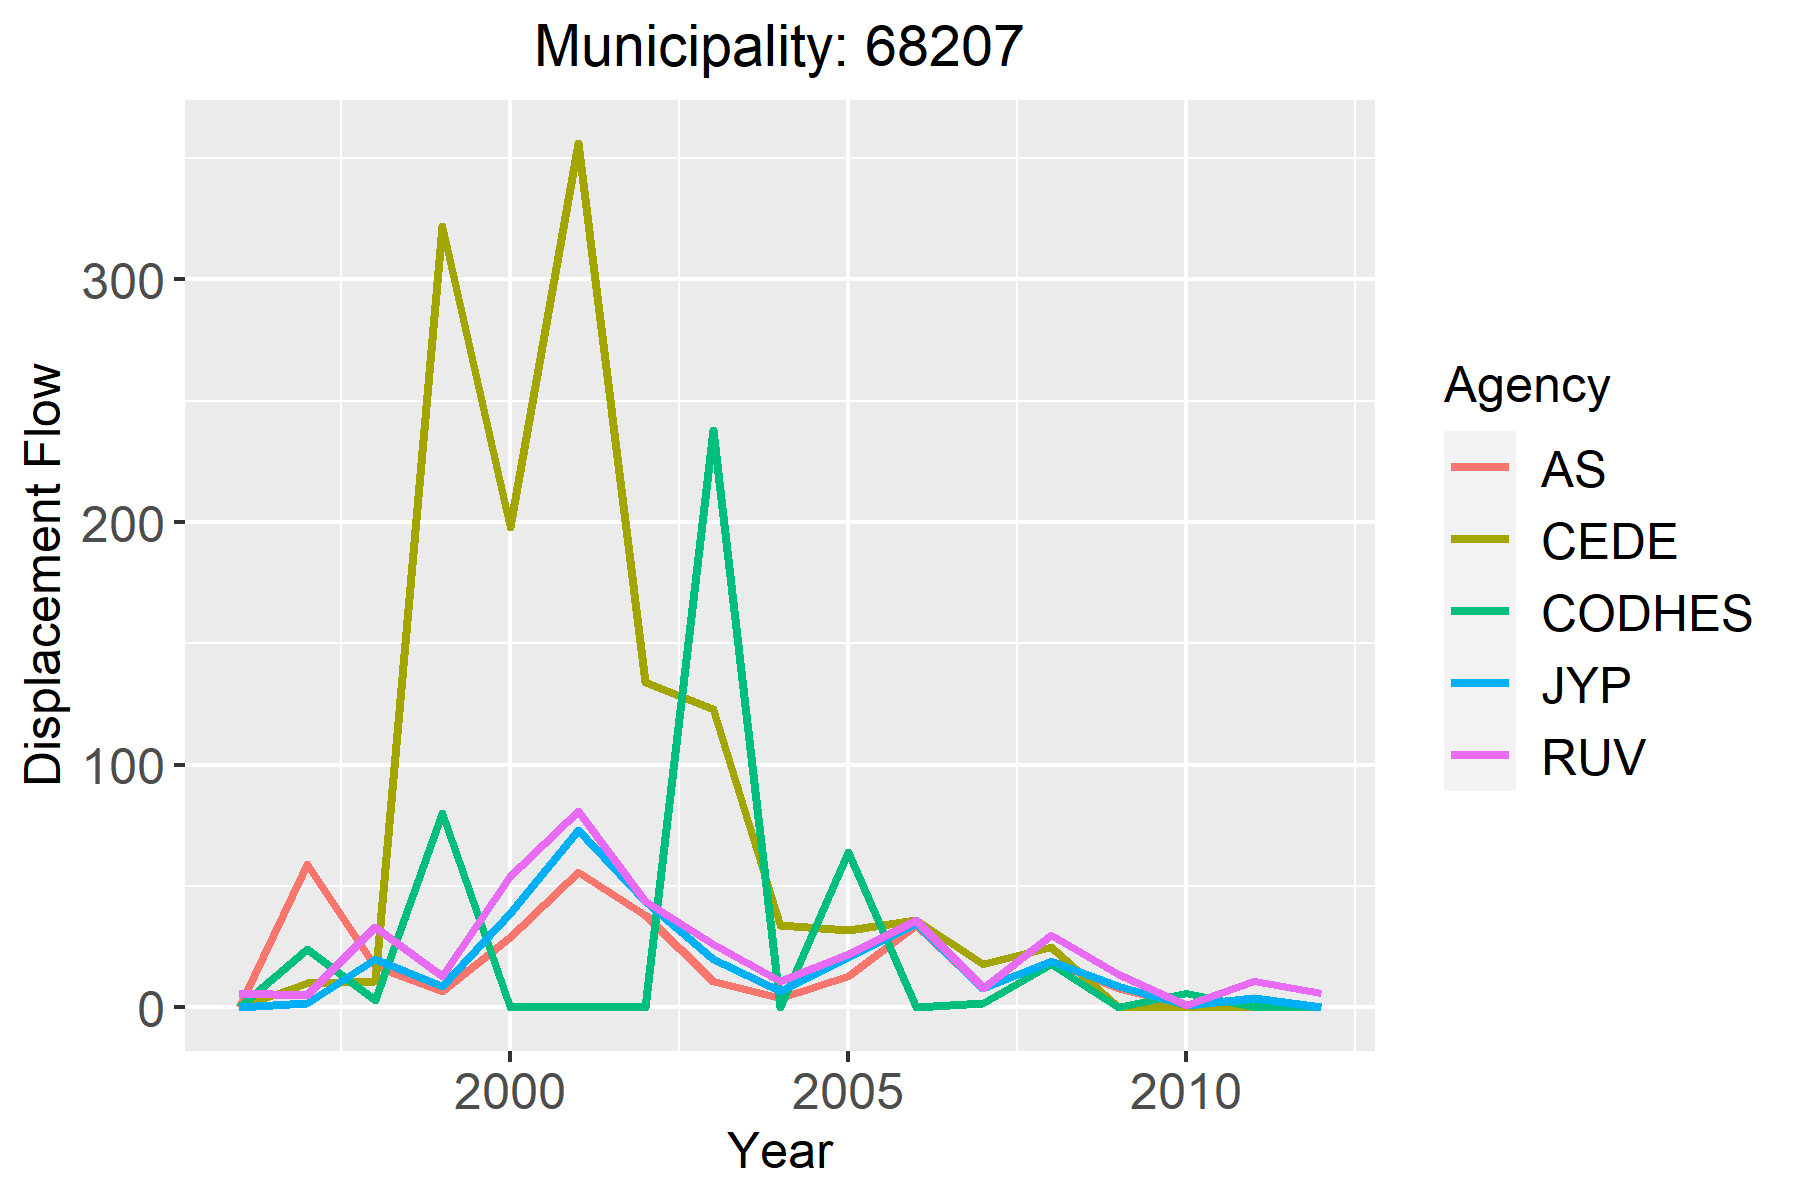 Municipality: 68207
300
200
100
0
Displacement Flow
2000 2005 2010
Year
Agency
AS
CEDE
CODHES
JYP
RUV